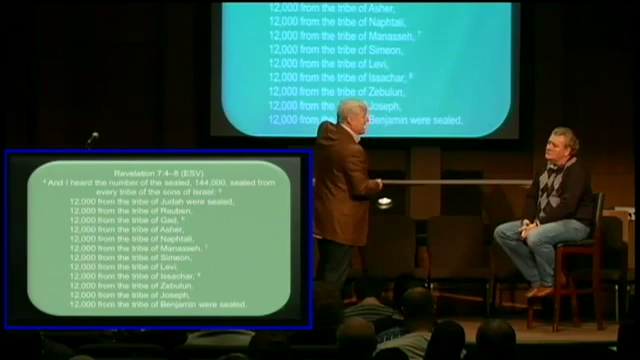 12,000 from the tribe of Asher,
12,000 from the tribe of Naphtali,
12,000 from the tribe of Manasseh, 7
12,000 from the tribe of Simeon,
12,000 from the tribe of Levi,
12,000 from the tribe of Issachar, 8
12,000 from the tribe of Zebulun,
12,000 from the tribe of Joseph,
12,000 from the Benjamin were sealed.
Revelation 7:4–8 (ESV)
4 And I heard the number of the sealed, 144,000, sealed from
every tribe of the sons of Israel: 5
12,000 from the tribe of Judah were sealed,
12,000 from the tribe of Reuben,
12,000 from the tribe of Gad, 6
12,000 from the tribe of Asher,
12,000 from the tribe of Naphtali,
12,000 from the tribe of Manasseh, 7
12,000 from the tribe of Simeon,
12,000 from the tribe of Levi,
12,000 from the tribe of Issachar, 8
12,000 from the tribe of Zebulun,
12,000 from the tribe of Joseph,
12,000 from the tribe of Benjamin were sealed.